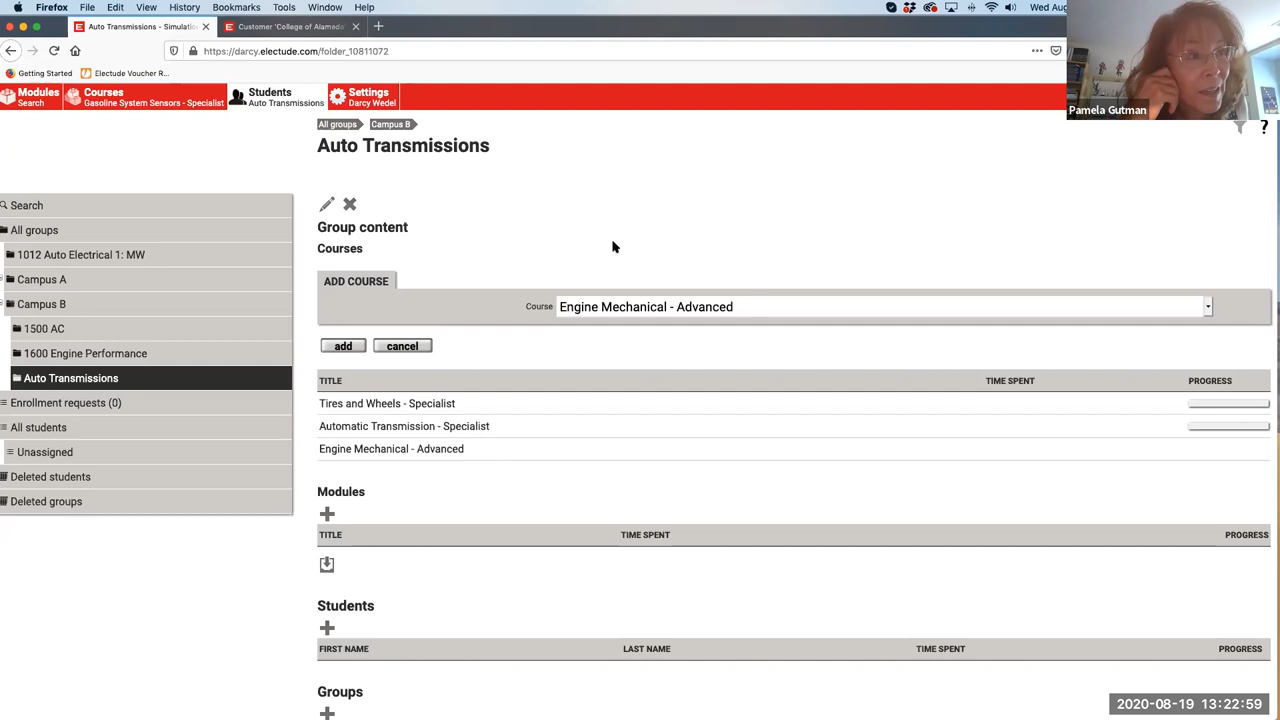 Firefox File Edit View History Bookmarks Tools Window Help
Wed Aug
E Auto Transmissions - Simulatio
E Customer 'College of Alameda'
https://darcy.electude.com/folder_10811072
Getting Started Electude Voucher R...
Pamela Gutman
Modules
Search
Courses
Gasoline System Sensors - Specialist
Students
Auto Transmissions
Settings
Darcy Wedel
All groups Campus B
?
Auto Transmissions
Search
All groups
1012 Auto Electrical 1: MW
Campus A
Campus B
1500 AC
1600 Engine Performance
Auto Transmissions
Enrollment requests (0)
All students
Unassigned
Deleted students
Deleted groups
Group content
Courses
ADD COURSE
Course Engine Mechanical - Advanced
add cancel
TITLE TIME SPENT PROGRESS
Tires and Wheels - Specialist
Automatic Transmission - Specialist
Engine Mechanical - Advanced
Modules
TITLE TIME SPENT PROGRESS
Students
FIRST NAME LAST NAME TIME SPENT PROGRESS
Groups
2020-08-19 13:22:59